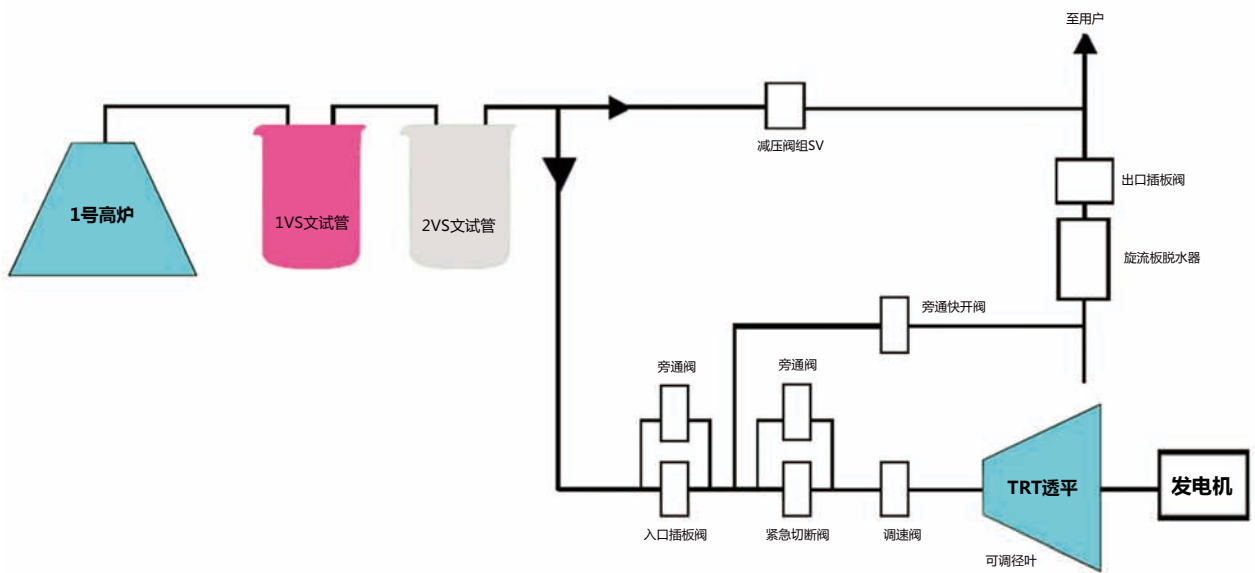 至用户
减压阀组SV
1号高炉
1VS文试管
2VS文试管
出口插板阀
旋流板脱水器
旁通快开阀
旁通阀
旁通阀
TRT透平
发电机
入口插板阀
紧急切断阀
调速阀
可调径叶